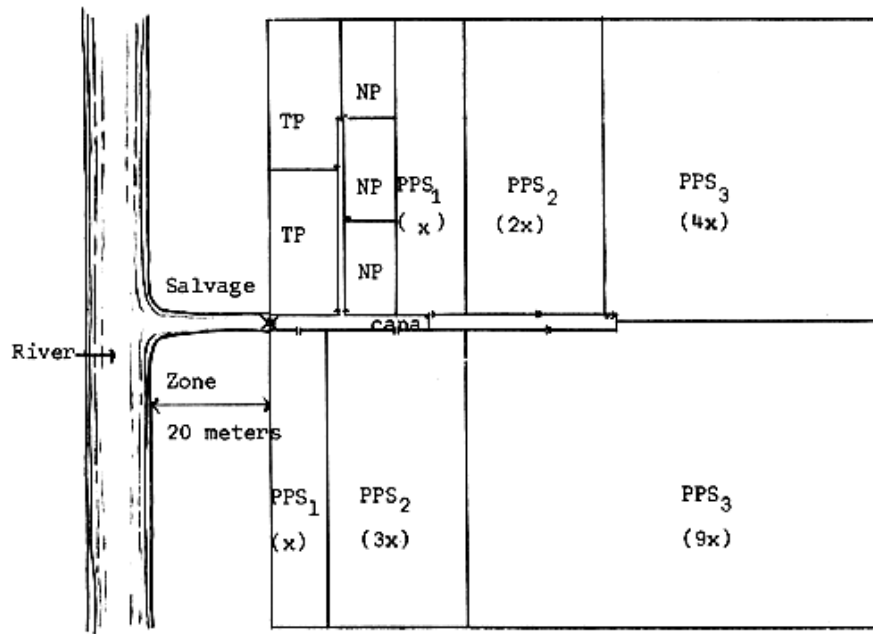 NP
TP
NP
PPS1
PPS2
PPS3
(x)
(2x)
(4x)
TP
NP
Salvage
capal
River
Zone
20 meters
PPS1
PPS2
PPS3
(x)
(3x)
(9x)